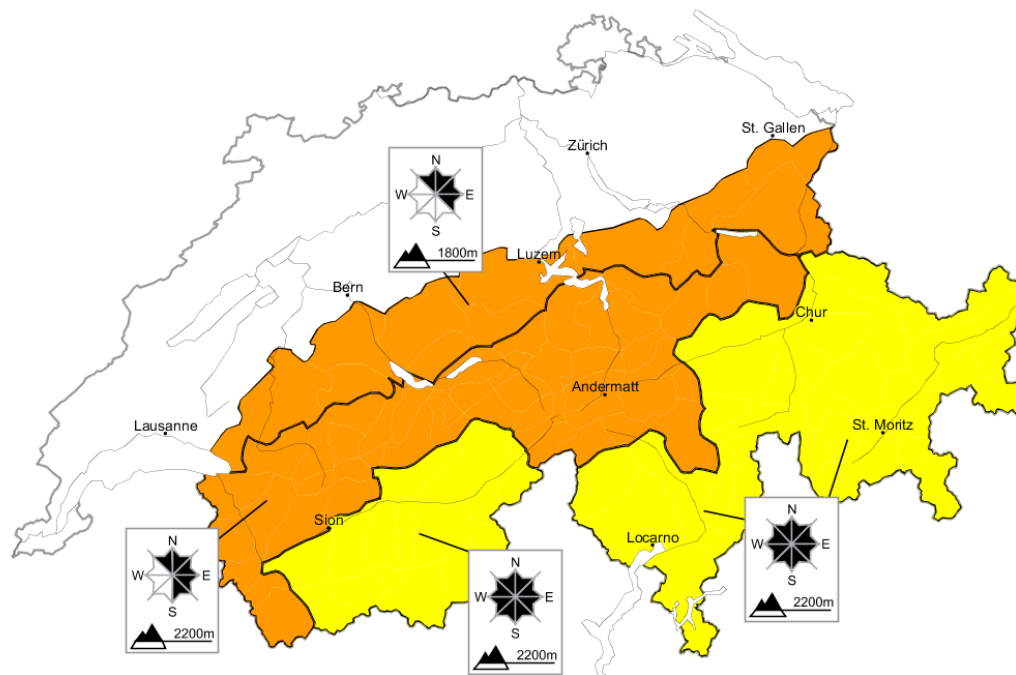 St. Gallen
Zürich
N
W E
S
1800m
Luzern
Bern
Chur
Andermatt
Lausanne
St. Moritz
Sion
Locarno
N
W E
S
2200m
N
W E
S
2200m
N
W E
S
2200m